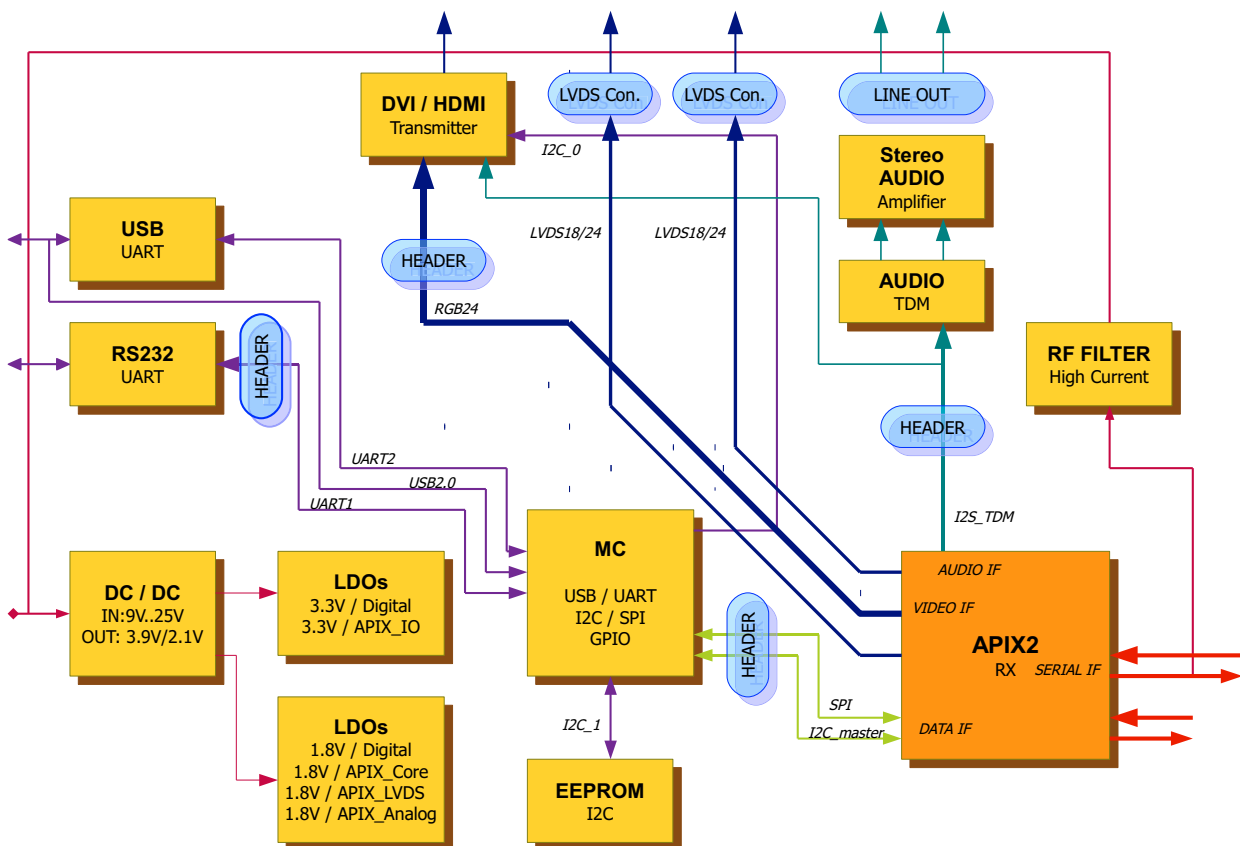 DVI / HDMI
Transmitter
LVDS Con.
LVDS Con.
LINE OUT
I2C_0
Stereo
AUDIO
Amplifier
USB
UART
LVDS18/24
LVDS18/24
HEADER
RGB24
AUDIO
TDM
RS232
UART
HEADER
RF FILTER
High Current
HEADER
UART2
USB2.0
UART1
I2S_TDM
MC
USB / UART
I2C / SPI
GPIO
DC / DC
IN:9V..25V
OUT: 3.9V/2.1V
LDOs
3.3V / Digital
3.3V / APIX_IO
AUDIO IF
VIDEO IF
APIX2
RX
SERIAL IF
DATA IF
HEADER
SPI
I2C_master
I2C_1
LDOs
1.8V / Digital
1.8V / APIX_Core
1.8V / APIX_LVDS
1.8V / APIX_Analog
EEPROM
I2C